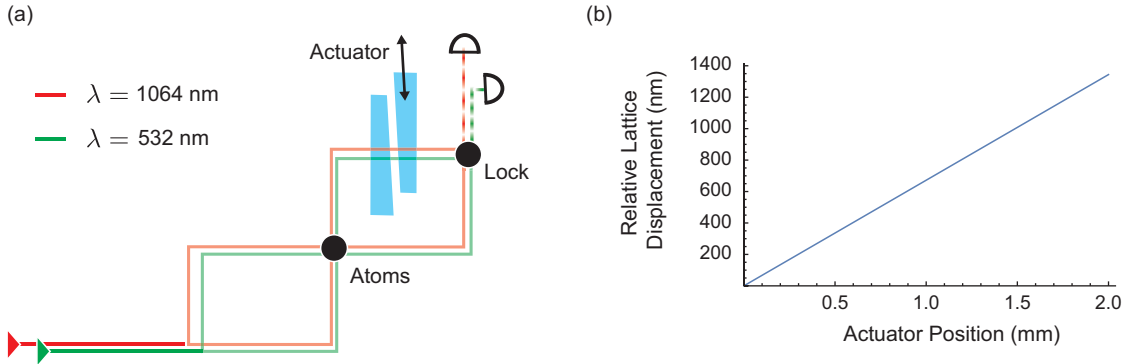 (a)
Actuator
λ = 1064 nm
λ = 532 nm
Lock
Atoms
(b)
Relative Lattice
Displacement (nm)
1400
1200
1000
800
600
400
200
0.5 1.0 1.5 2.0
Actuator Position (mm)